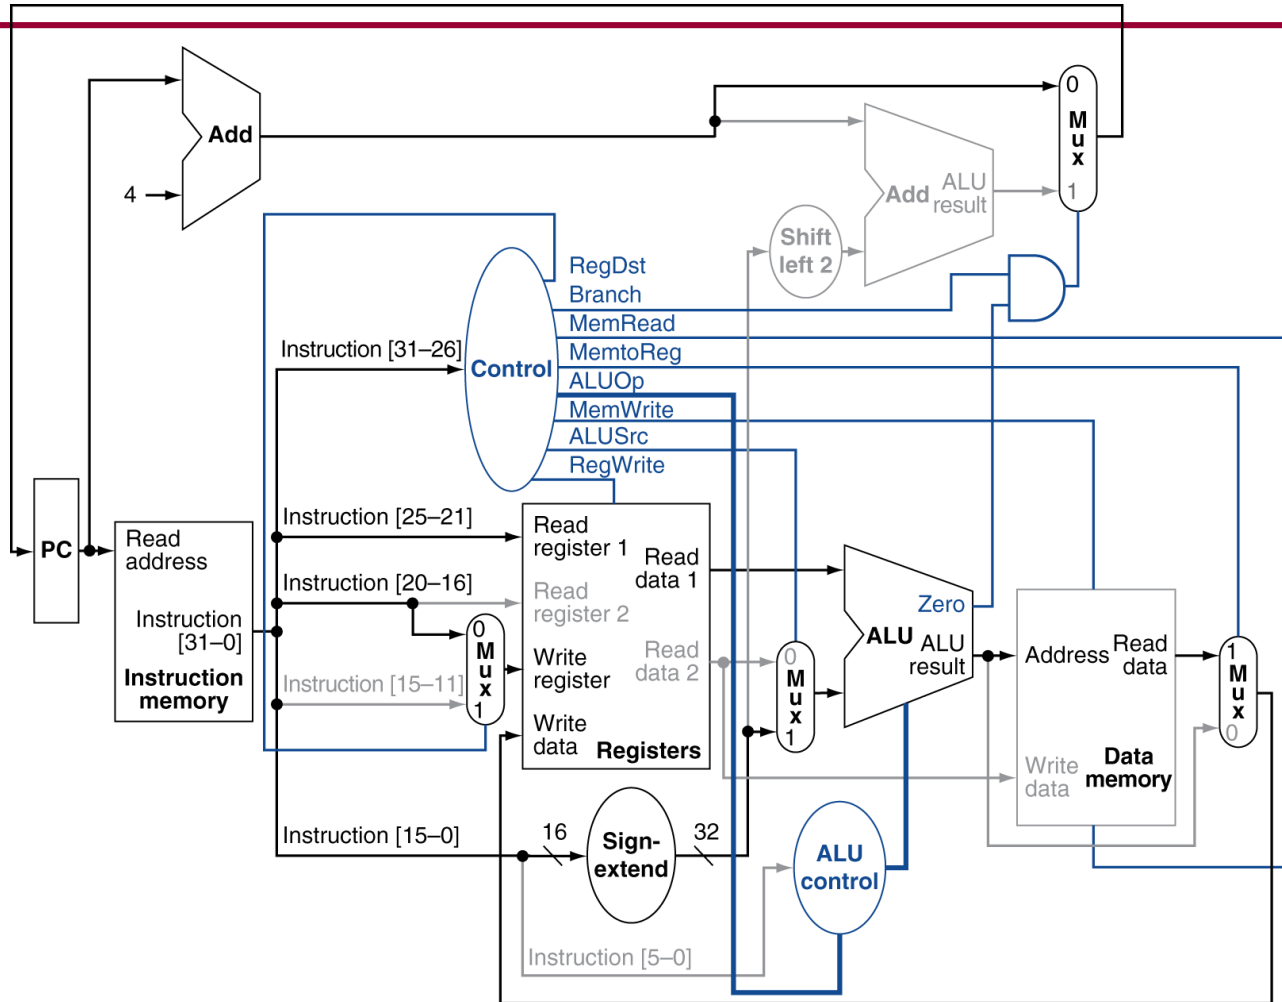 0
M
u
x
1
Add
4
Add
ALU
result
Shift
left 2
RegDst
Branch
MemRead
MemtoReg
ALUOp
MemWrite
ALUSrc
RegWrite
Control
Instruction [31–26]
Instruction [25–21]
Instruction [20–16]
Instruction [15–11]
Instruction [15–0]
PC
Read
address
Instruction
[31–0]
Instruction
memory
0
M
u
x
1
Read
register 1
Read
register 2
Write
register
Write
data
Read
data 1
Read
data 2
Registers
0
M
u
x
1
Zero
ALU
ALU
result
Address
Read
data
Write
data
Data
memory
1
M
u
x
0
16
Sign-
extend
32
ALU
control
Instruction [5–0]